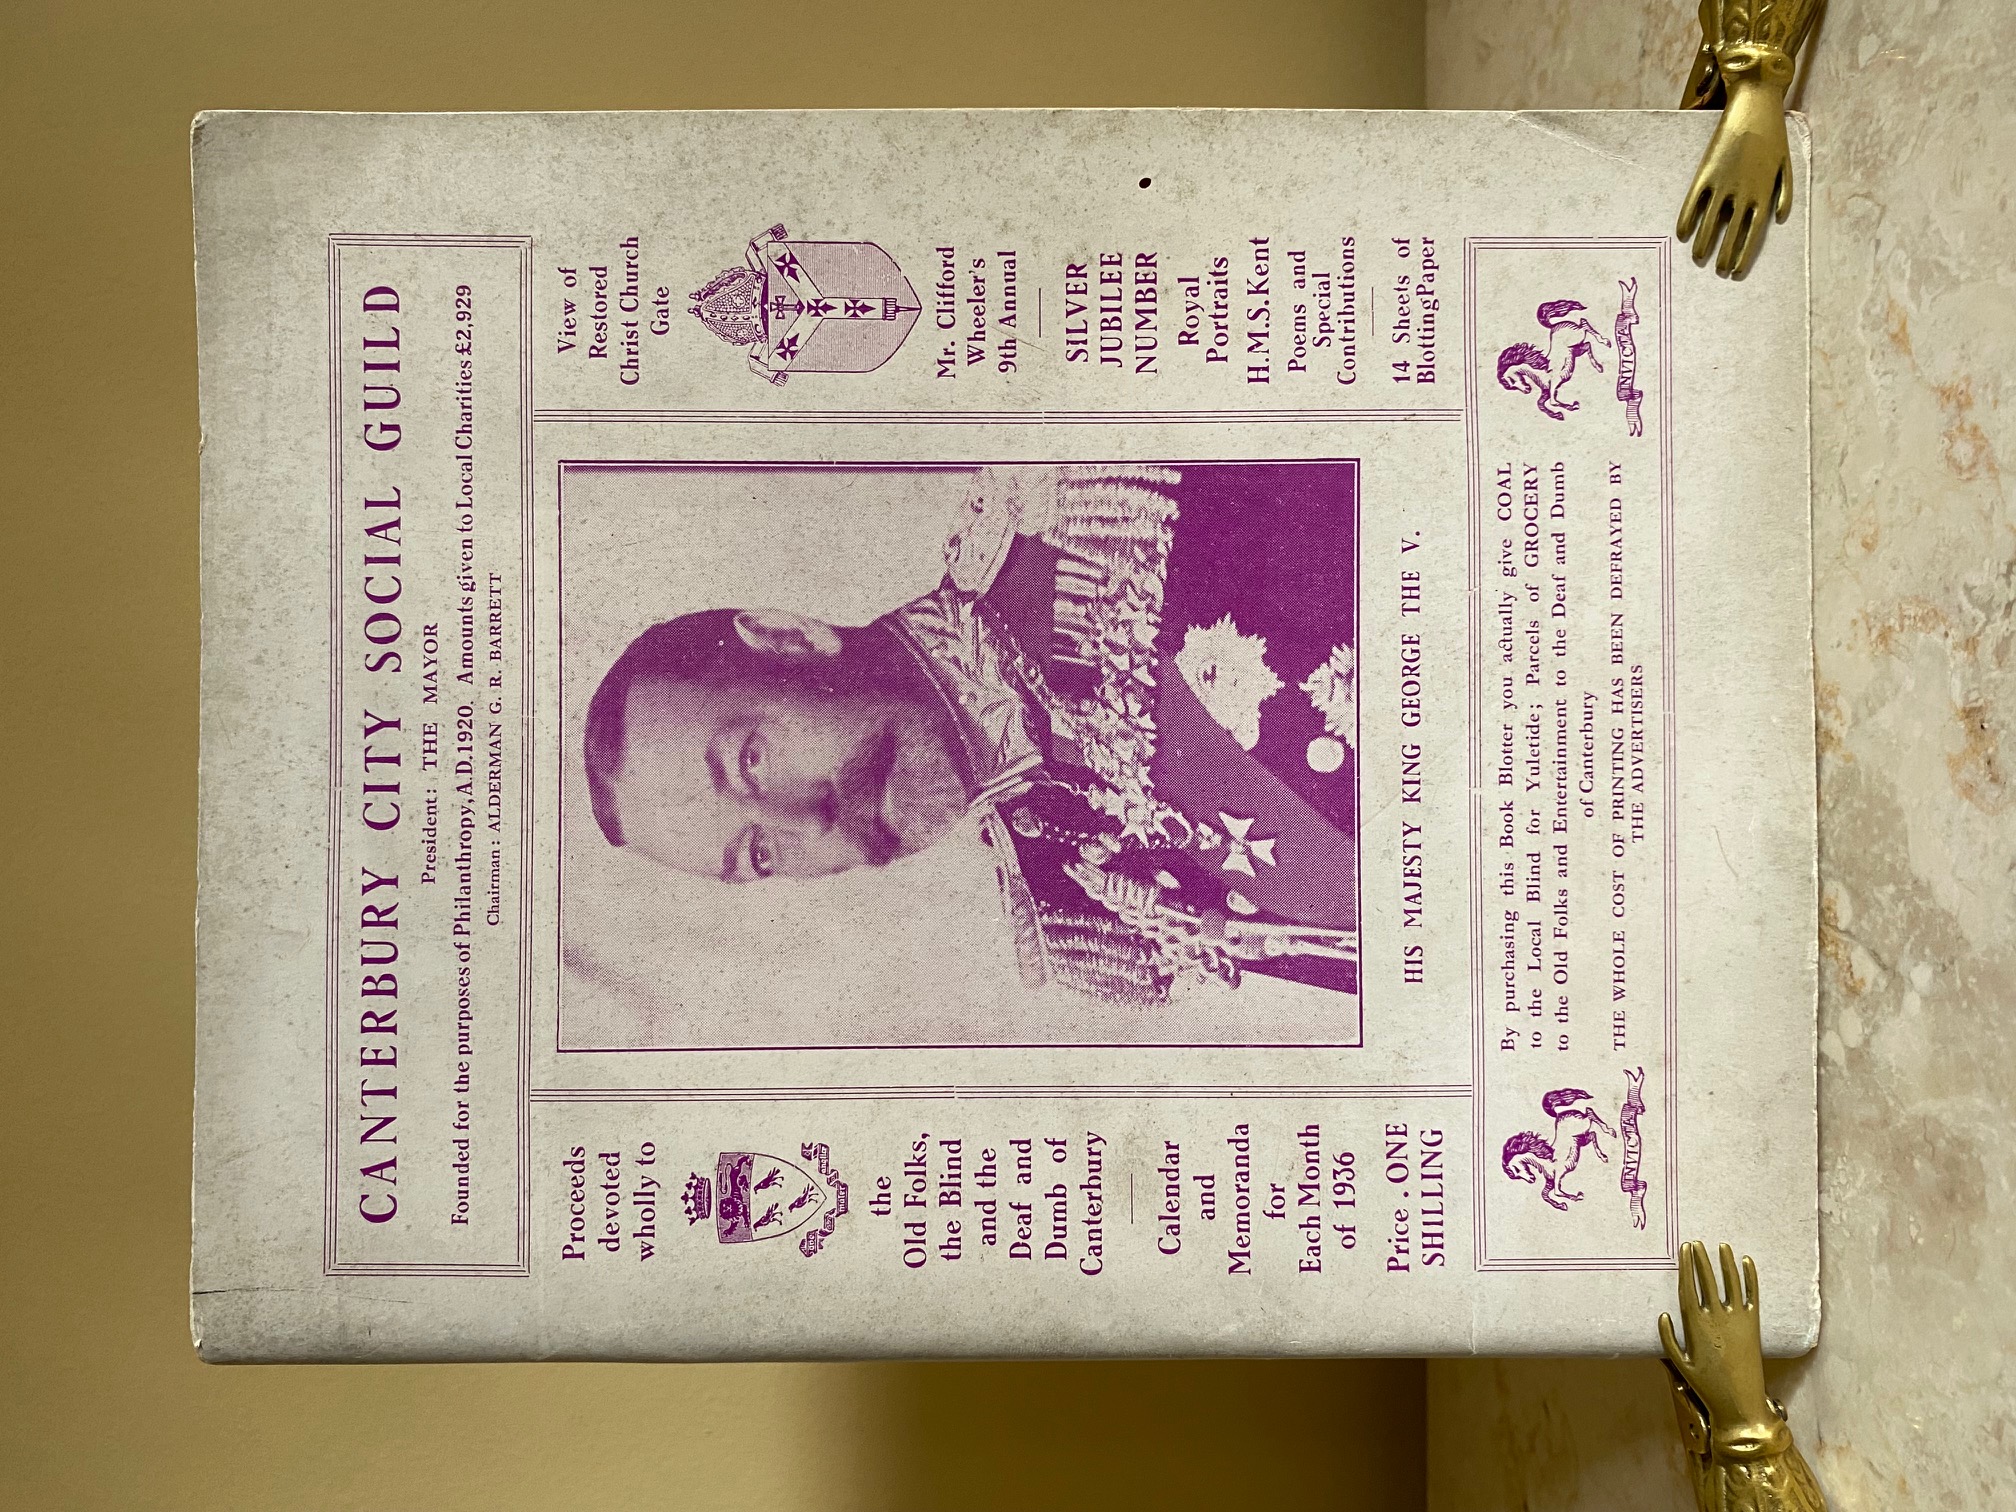 CANTERBURY CITY SOCIAL GUILD
President: THE MAYOR
Founded for the purposes of Philanthropy, A.D. 1920. Amounts given to Local Charities £2,929
Chairman: ALDERMAN G. R. BARRETT
Proceeds
devoted
wholly to
the
Old Folks,
the Blind
and the
Deaf and
Dumb of
Canterbury
Calendar
and
Memoranda
for
Each Month
of 1936
Price . ONE
SHILLING
HIS MAJESTY KING GEORGE THE V.
View of
Restored
Christ Church
Gate
Mr. Clifford
Wheeler's
9th Annual
SILVER
JUBILEE
NUMBER
Royal
Portraits
H.M.S. Kent
Poems and
Special
Contributions
14 Sheets of
Blotting Paper
INVICTA
By purchasing this Book Blotter you actually give COAL
to the Local Blind for Yuletide; Parcels of GROCERY
to the Old Folks and Entertainment to the Deaf and Dumb
of Canterbury
THE WHOLE COST OF PRINTING HAS BEEN DEFRAYED BY
THE ADVERTISERS
INVICTA